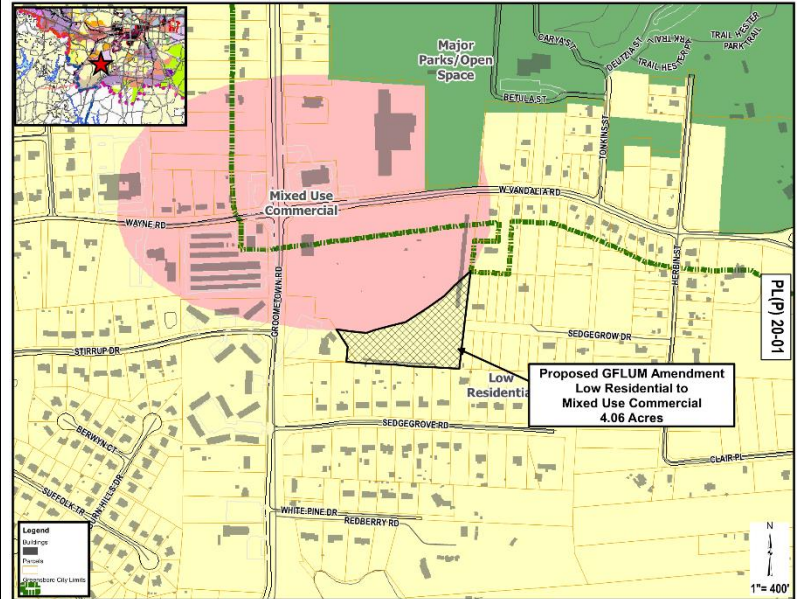 Major
Parks/Open
Space
CARYA ST
DEUTZIA ST
TRAIL HESTER
PARK TRAIL
BETULA ST
TONKINS ST
W VANDALIA RD
Mixed Use
Commercial
WAYNE RD
GROOMETOWN RD
HERBIN ST
PL(P) 20-01
STIRRUP DR
SEDGEGROW DR
Low
Residential
Proposed GFLUM Amendment
Low Residential to
Mixed Use Commercial
4.06 Acres
SEDGEGROVE RD
BERWYN CT
SUFFOLK TR
CLAIR PL
WHITE PINE DR
REDBERRY RD
Legend
Buildings
Parcels
Greensboro City Limits
N
1"= 400'